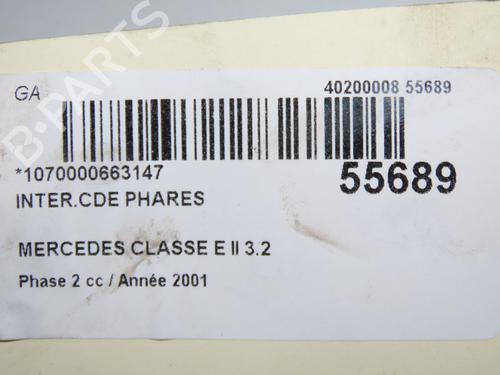 GA
40200008 55689
*1070000663147
55689
INTER.CDE PHARES
MERCEDES CLASSE E II 3.2
Phase 2 cc / Année 2001
B-PARTS